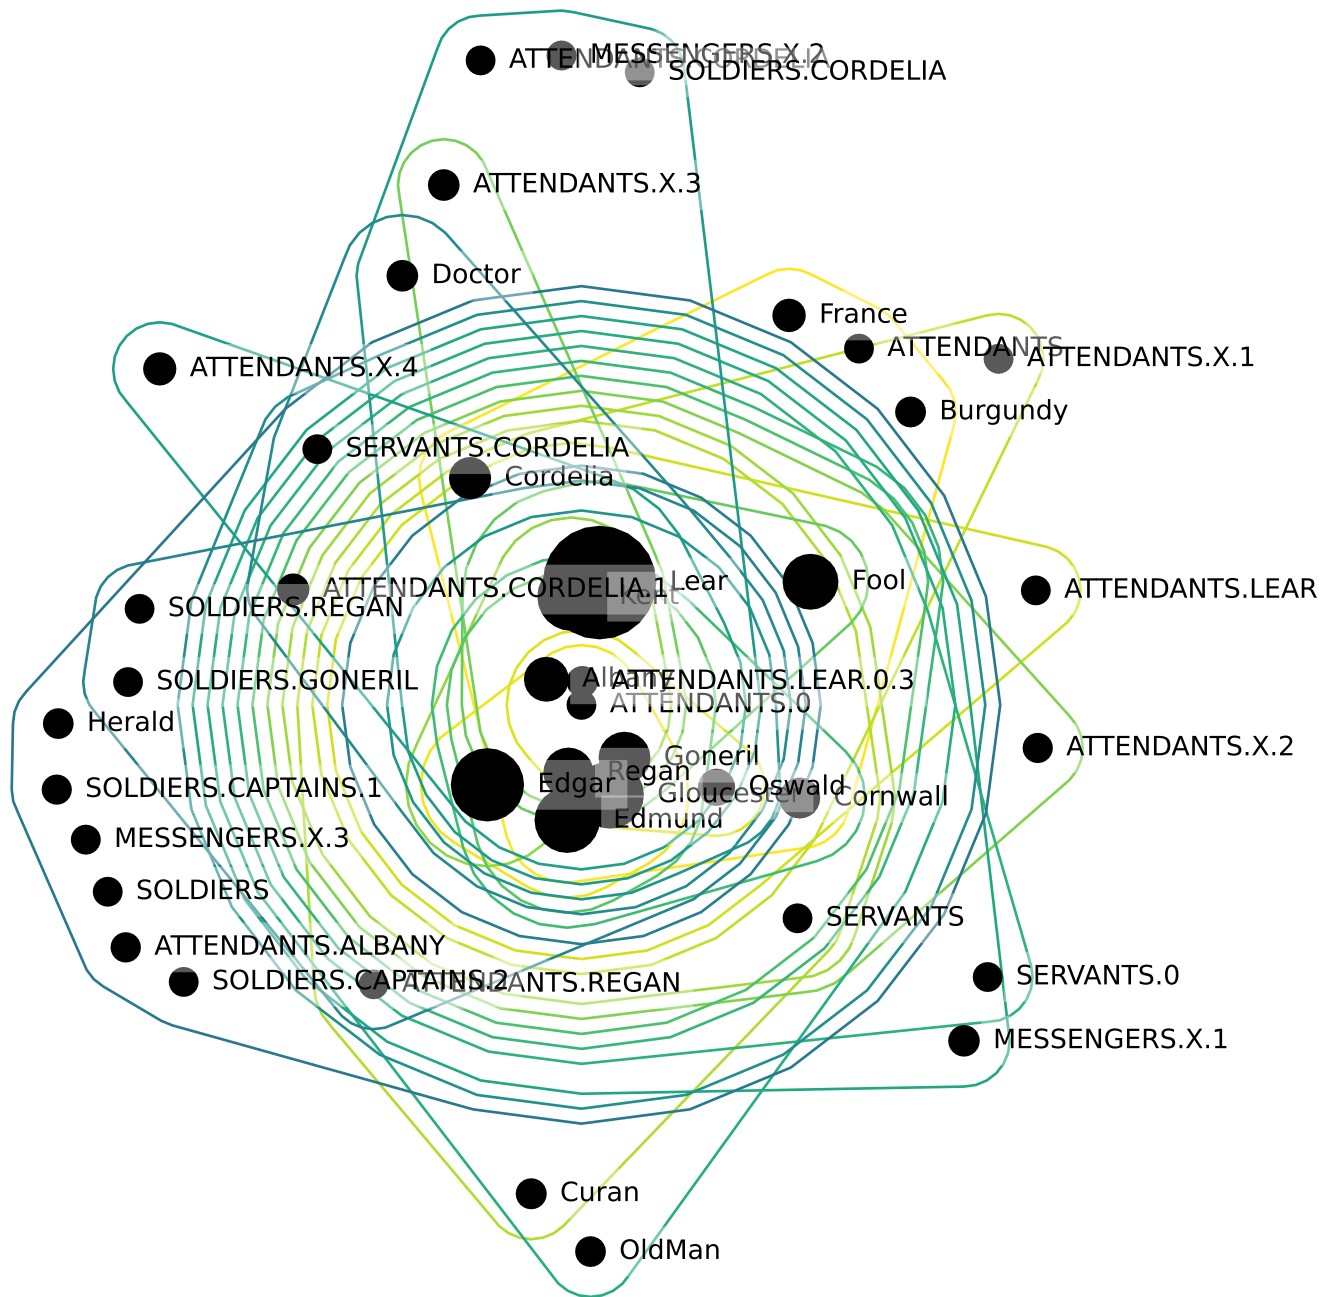 MESSENGERS.X.2
ATTENDANTS.CORDELIA
SOLDIERS.CORDELIA
ATTENDANTS.X.3
Doctor
France
ATTENDANTS
ATTENDANTS.X.1
ATTENDANTS.X.4
Burgundy
SERVANTS.CORDELIA
Cordelia
Lear
Fool
ATTENDANTS.CORDELIA.1
Kent
ATTENDANTS.LEAR
SOLDIERS.REGAN
SOLDIERS.GONERIL
Albany
ATTENDANTS.LEAR.0.3
ATTENDANTS.0
Herald
ATTENDANTS.X.2
Goneril
Regan
Edgar
Oswald
SOLDIERS.CAPTAINS.1
Gloucester
Cornwall
Edmund
MESSENGERS.X.3
SOLDIERS
SERVANTS
ATTENDANTS.ALBANY
SOLDIERS.CAPTAINS.2
ATTENDANTS.REGAN
SERVANTS.0
MESSENGERS.X.1
Curan
OldMan